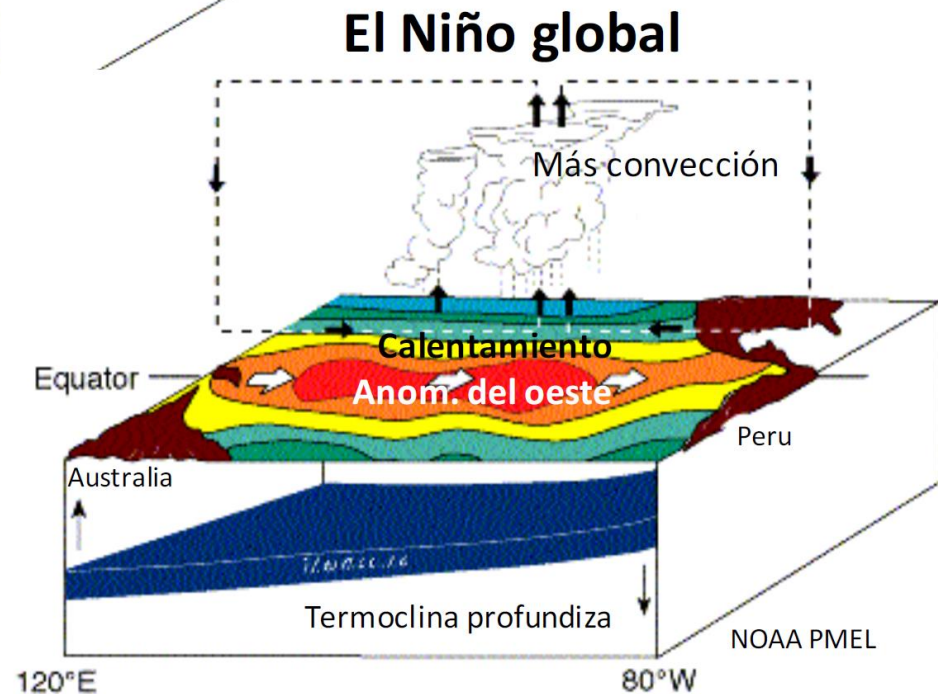 El Niño global
Más convección
Calentamiento
Equator
Anom. del oeste
Peru
Australia
Termoclina profundiza
NOAA PMEL
120°E
80°W